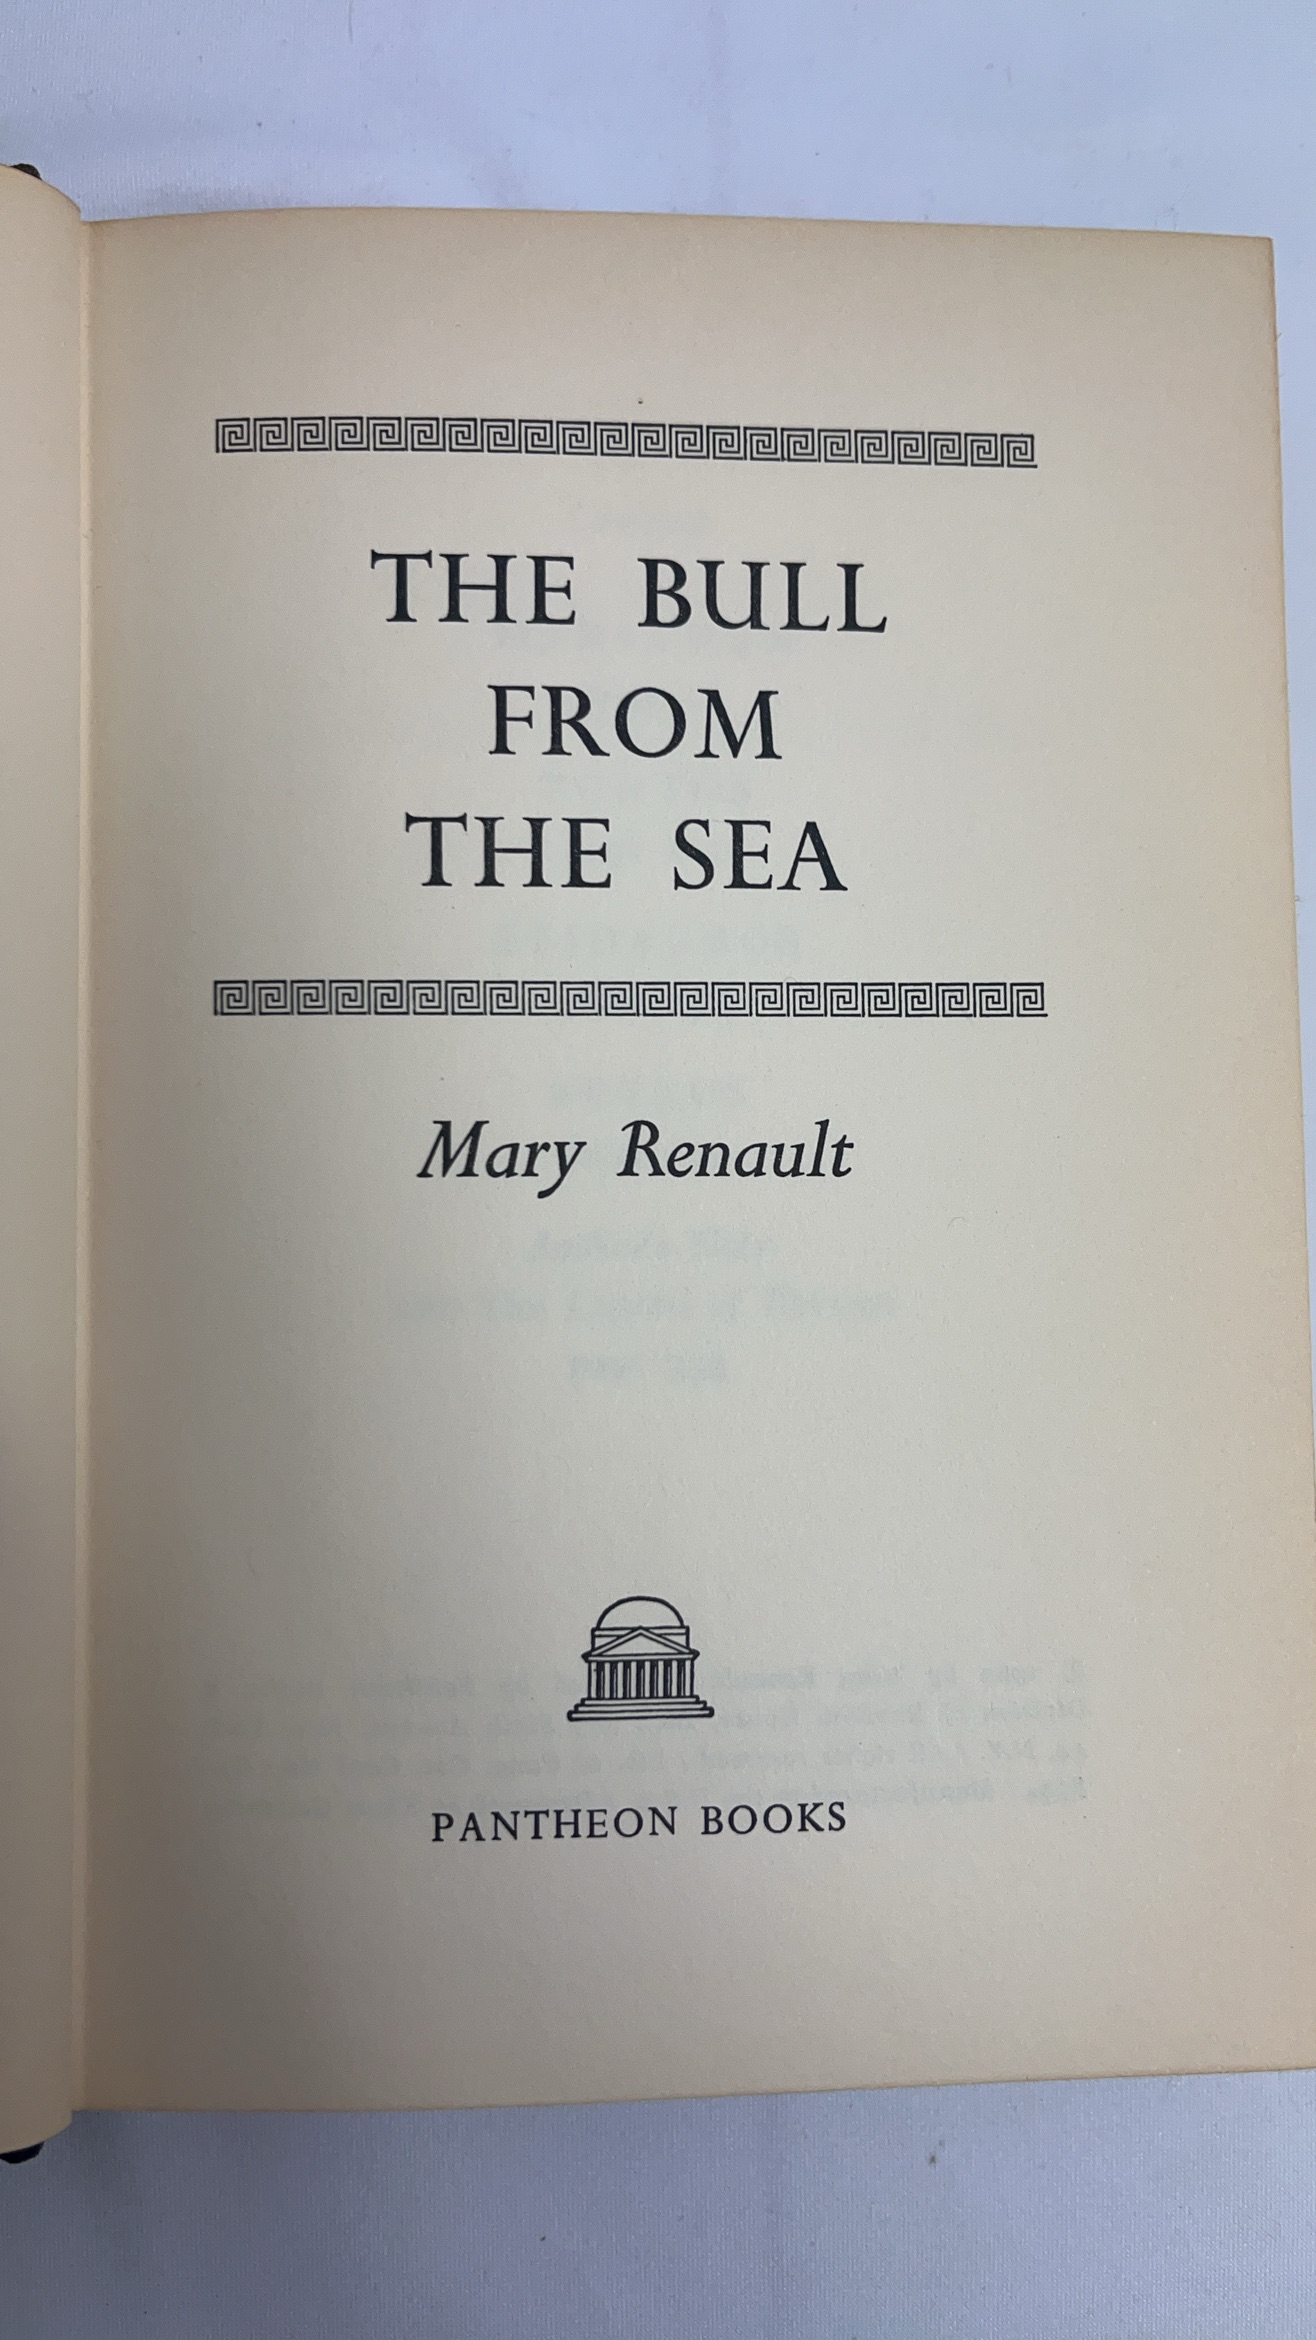 THE BULL
FROM
THE SEA
Mary Renault
PANTHEON BOOKS